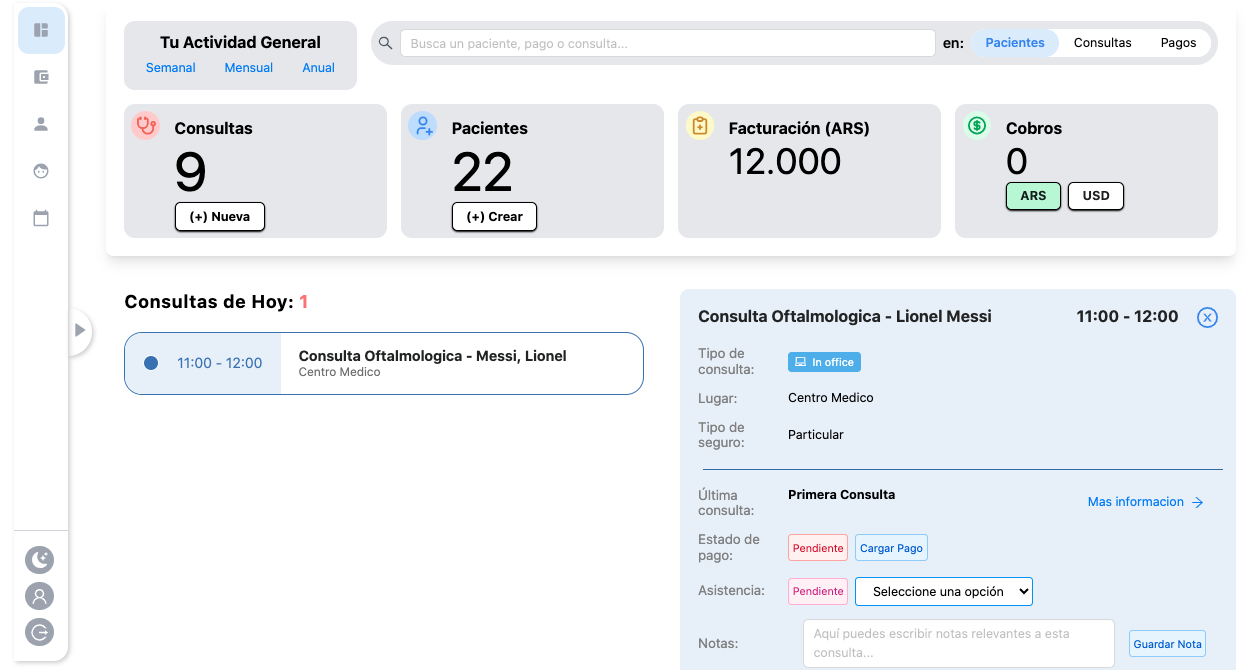 Tu Actividad General
Semanal Mensual Anual
Busca un paciente, pago o consulta...
en: Pacientes Consultas Pagos
Consultas
9
(+) Nueva
Pacientes
22
(+) Crear
Facturación (ARS)
12.000
Cobros
0
ARS USD
Consultas de Hoy: 1
11:00 - 12:00
Consulta Oftalmologica - Messi, Lionel
Centro Medico
Consulta Oftalmologica - Lionel Messi 11:00 - 12:00
Tipo de
consulta:
In office
Lugar: Centro Medico
Tipo de
seguro:
Particular
Última
consulta:
Primera Consulta
Mas informacion
Estado de
pago:
Pendiente Cargar Pago
Asistencia: Pendiente Seleccione una opción
Notas:
Aquí puedes escribir notas relevantes a esta
consulta...
Guardar Nota